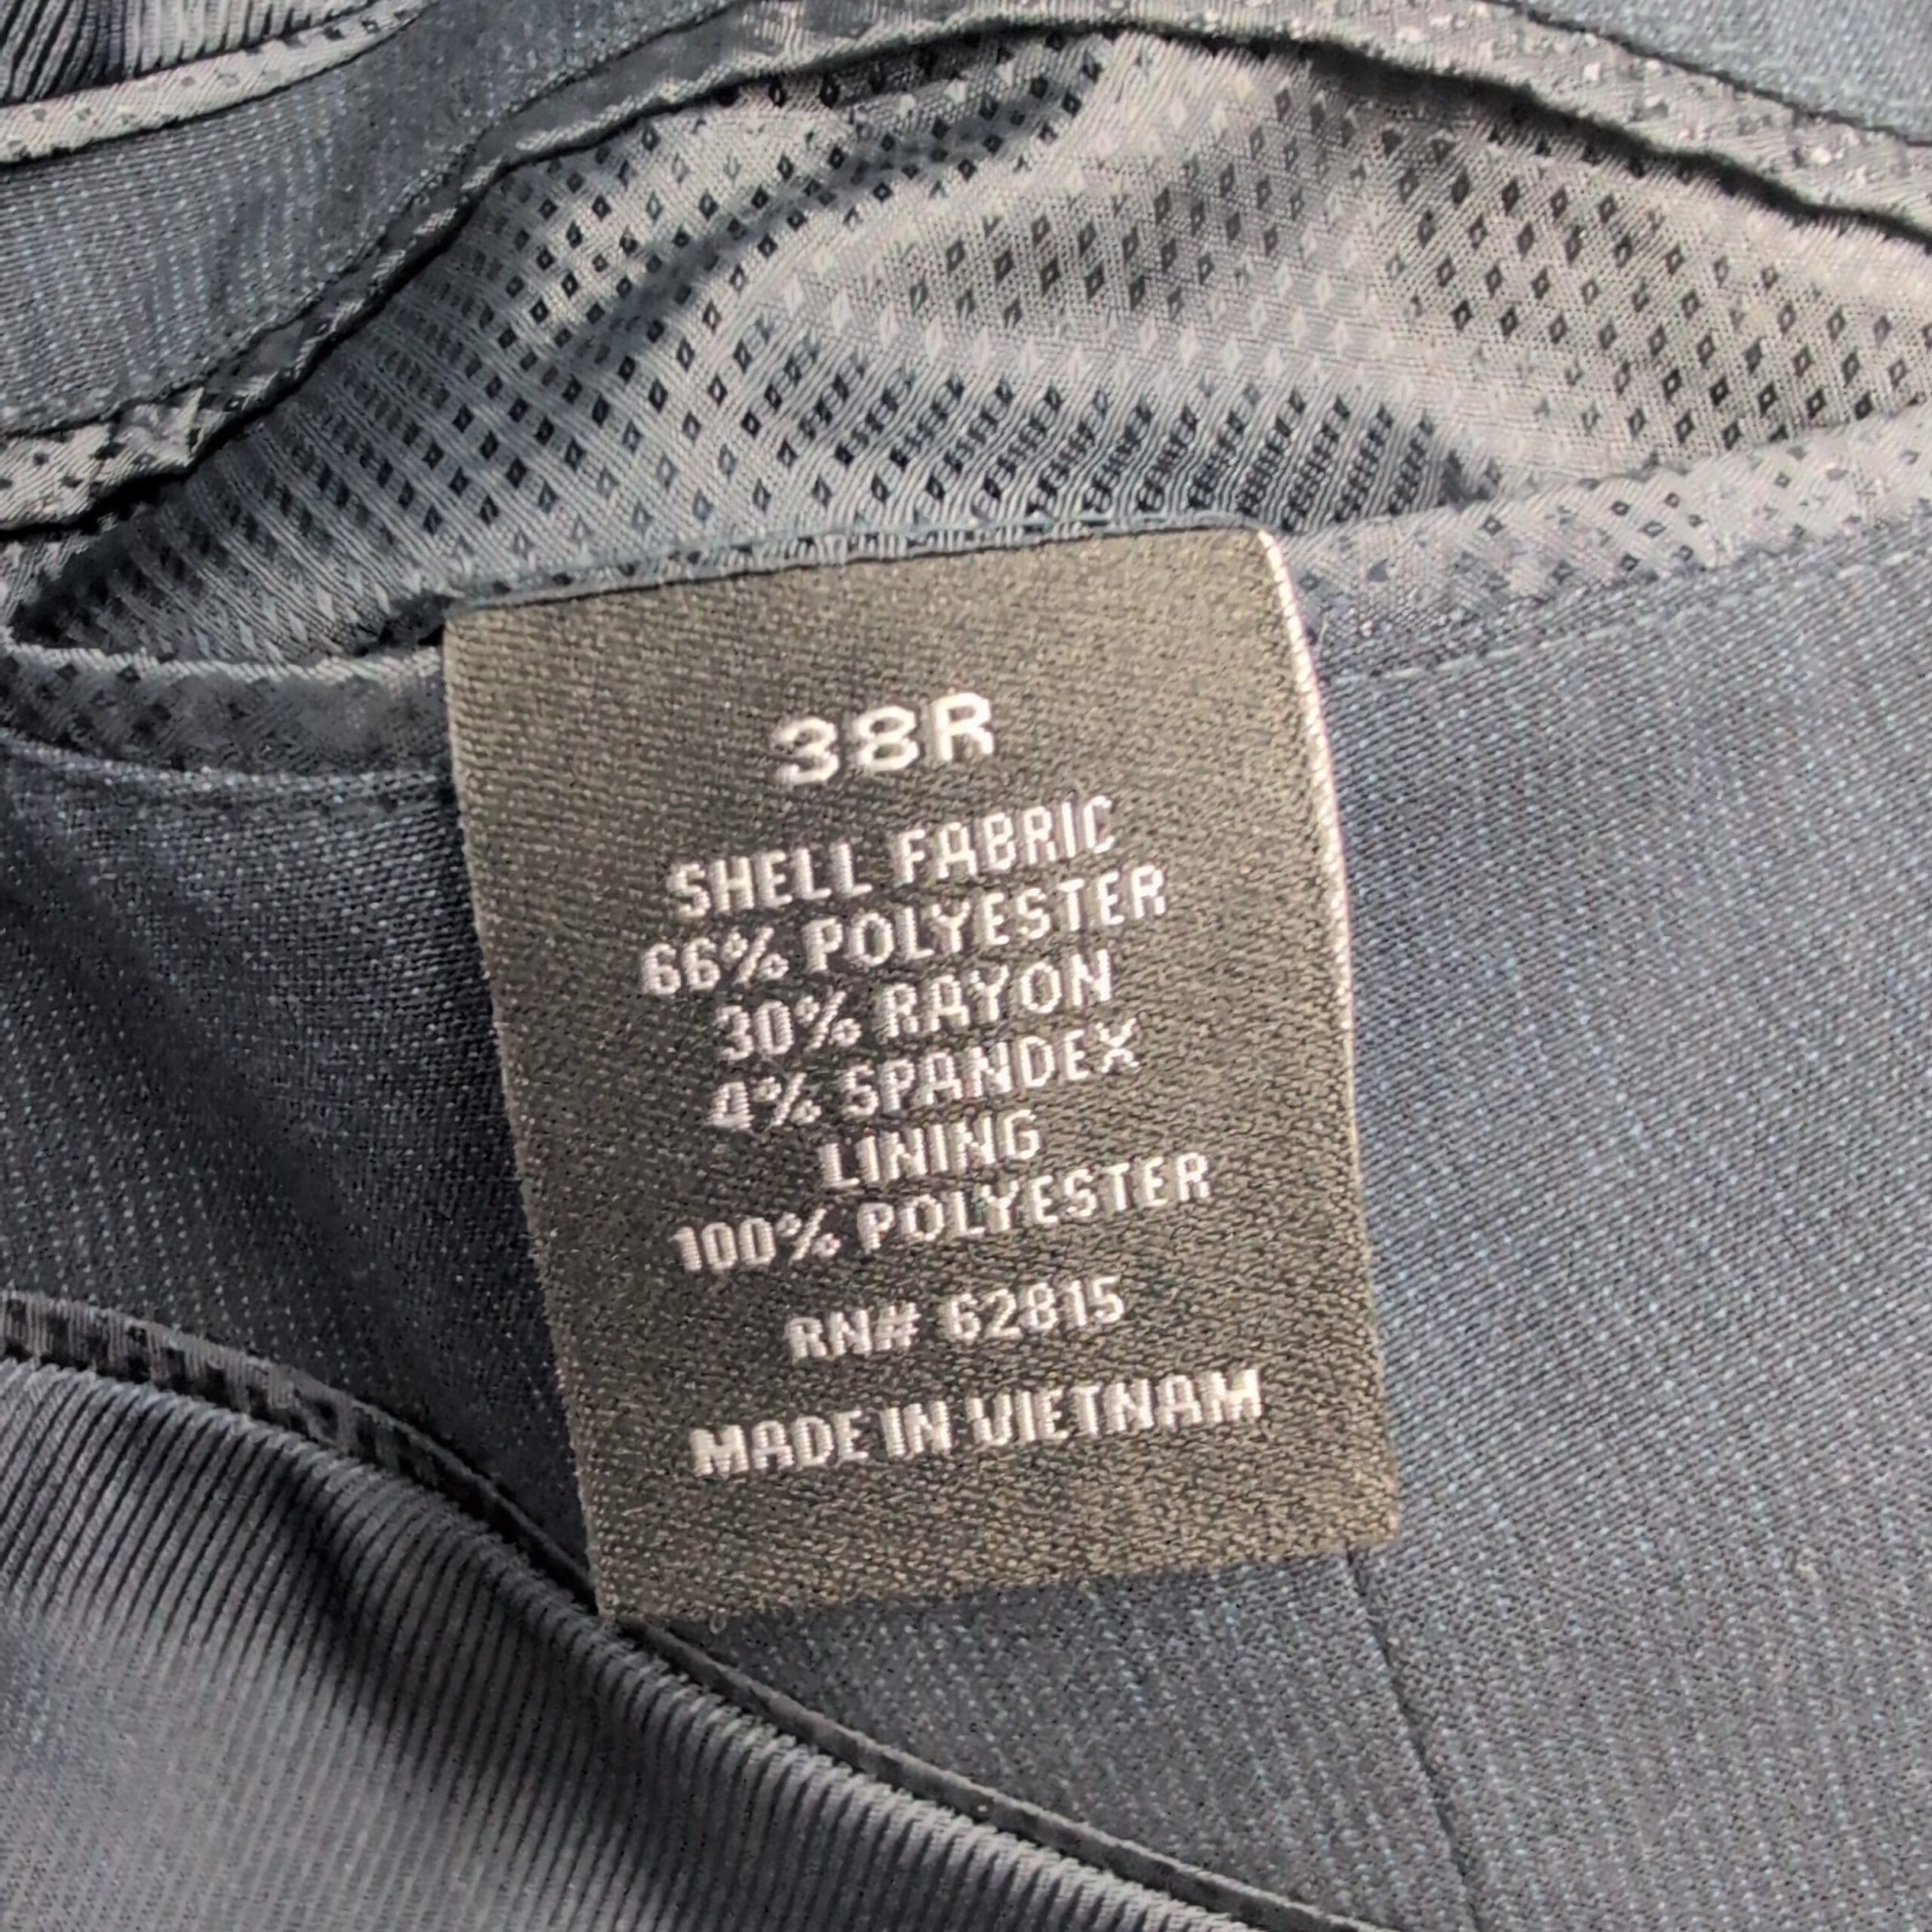 38R
SHELL FABRIC
66% POLYESTER
30% RAYON
4% SPANDEX
LINING
100% POLYESTER
RN# 62815
MADE IN VIETNAM